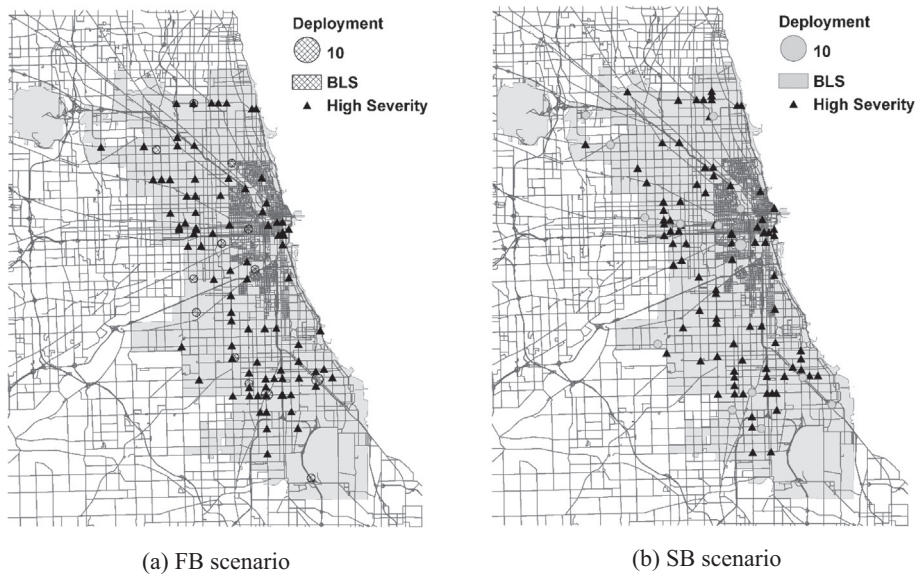 Deployment
10
BLS
High Severity
Deployment
10
BLS
High Severity
(a) FB scenario
(b) SB scenario